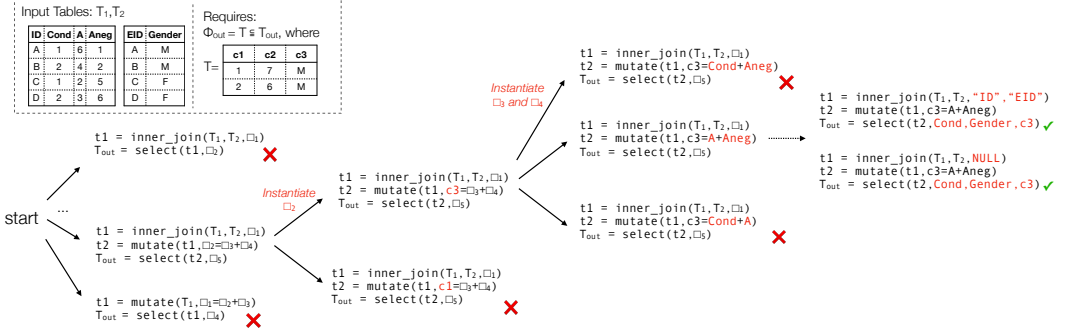 Input Tables: T₁,T₂
ID Cond A Aneg
A 1 6 1
B 2 4 2
C 1 2 5
D 2 3 6
EID Gender
A M
B M
C F
D F
Requires:
Φout = T ⊆ Tout, where
T=
c1 c2 c3
1 7 M
2 6 M
start
...
t1 = inner_join(T₁,T₂,□₁)
Tout = select(t1,□₂)
t1 = inner_join(T₁,T₂,□₁)
t2 = mutate(t1,□₂=□₃+□₄)
Tout = select(t2,□₅)
t1 = mutate(T₁,□₁=□₂+□₃)
Tout = select(t1,□₄)
Instantiate
□₂
t1 = inner_join(T₁,T₂,□₁)
t2 = mutate(t1,c3=□₃+□₄)
Tout = select(t2,□₅)
t1 = inner_join(T₁,T₂,□₁)
t2 = mutate(t1,c1=□₃+□₄)
Tout = select(t2,□₅)
Instantiate
□₃ and □₄
t1 = inner_join(T₁,T₂,□₁)
t2 = mutate(t1,c3=Cond+Aneg)
Tout = select(t2,□₅)
t1 = inner_join(T₁,T₂,□₁)
t2 = mutate(t1,c3=A+Aneg)
Tout = select(t2,□₅)
t1 = inner_join(T₁,T₂,□₁)
t2 = mutate(t1,c3=Cond+A)
Tout = select(t2,□₅)
t1 = inner_join(T₁,T₂,“ID”,“EID”)
t2 = mutate(t1,c3=A+Aneg)
Tout = select(t2,Cond,Gender,c3)
t1 = inner_join(T₁,T₂,NULL)
t2 = mutate(t1,c3=A+Aneg)
Tout = select(t2,Cond,Gender,c3)